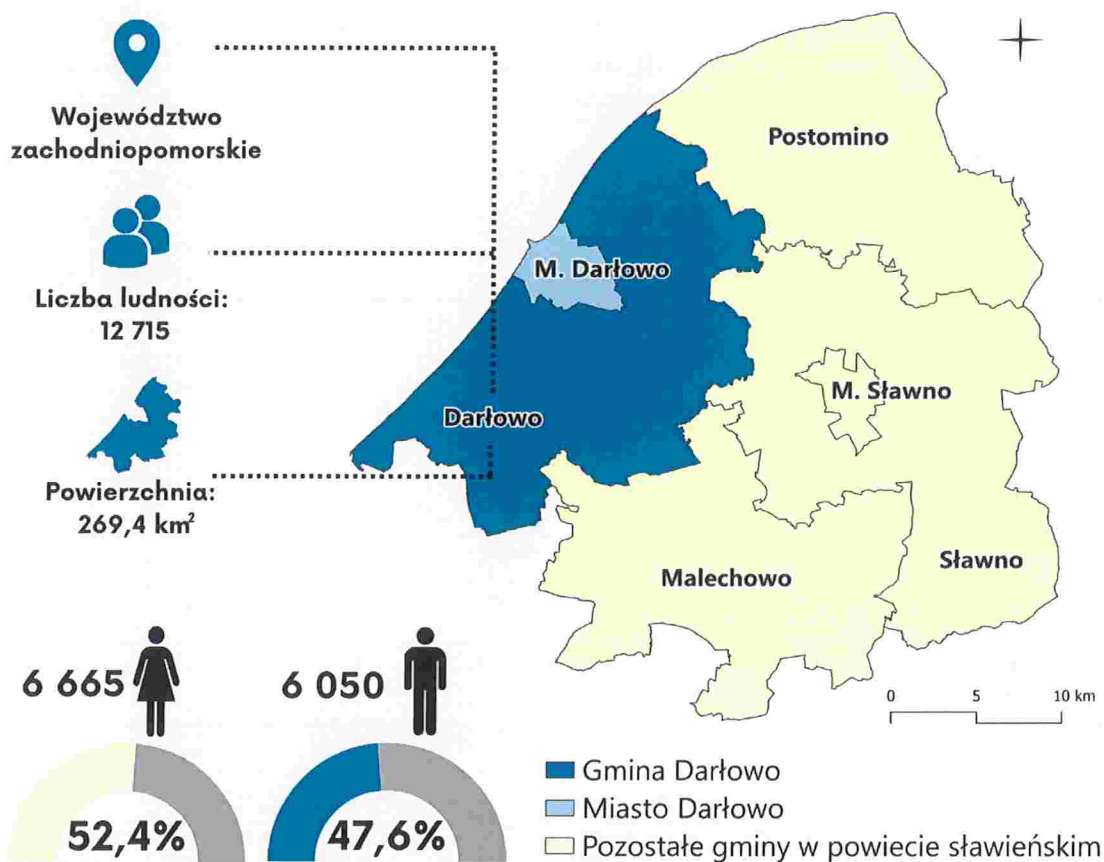 Województwo
zachodniopomorskie
Liczba ludności:
12 715
Powierzchnia:
269,4 km²
Postomino
M. Darłowo
Darłowo
M. Sławno
Malechowo
Sławno
0 5 10 km
6 665
6 050
52,4%
47,6%
Gmina Darłowo
Miasto Darłowo
Pozostałe gminy w powiecie sławieńskim